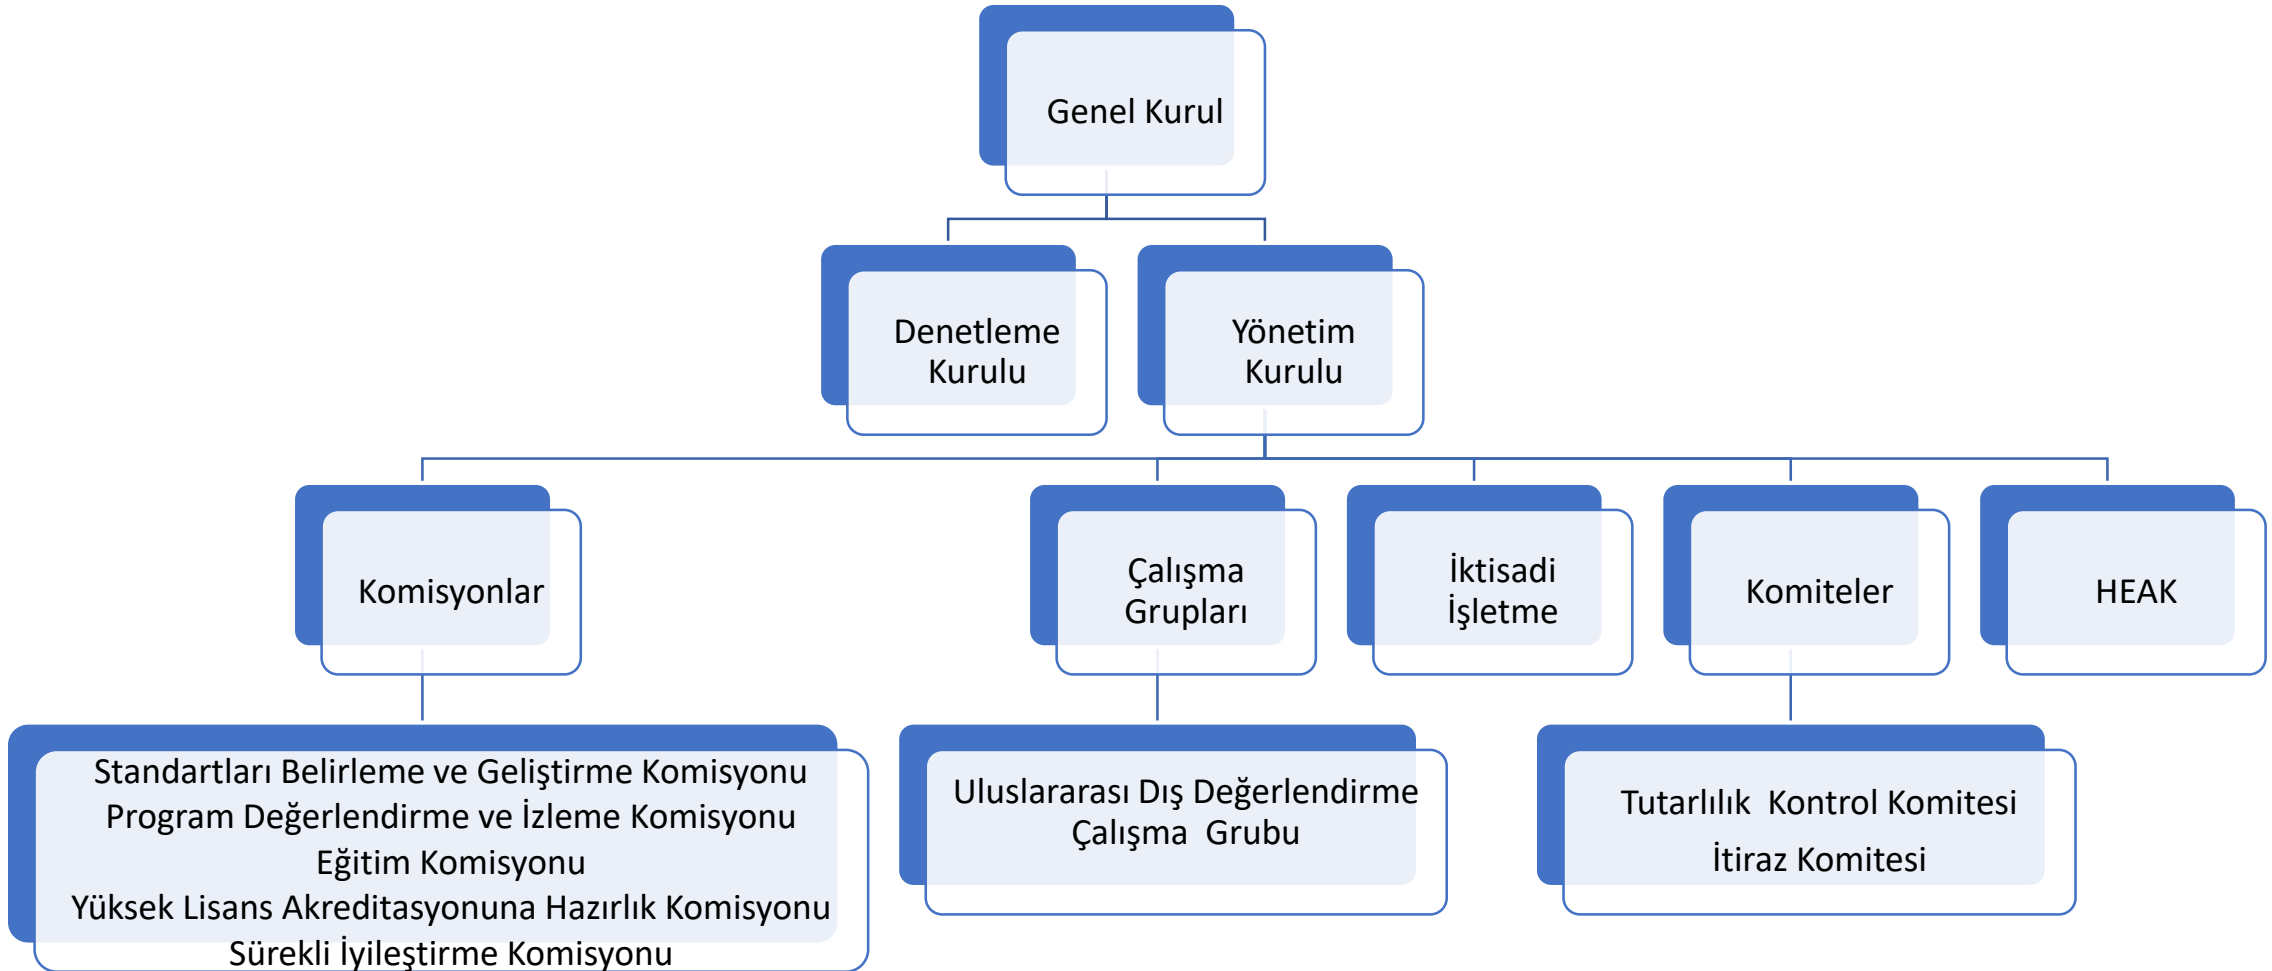 Genel Kurul
Denetleme
Kurulu
Yönetim
Kurulu
Komisyonlar
Çalışma
Grupları
İktisadi
İşletme
Komiteler
HEAK
Standartları Belirleme ve Geliştirme Komisyonu
Program Değerlendirme ve İzleme Komisyonu
Eğitim Komisyonu
Yüksek Lisans Akreditasyonuna Hazırlık Komisyonu
Sürekli İyileştirme Komisyonu
Uluslararası Dış Değerlendirme
Çalışma  Grubu
Tutarlılık  Kontrol Komitesi
İtiraz Komitesi